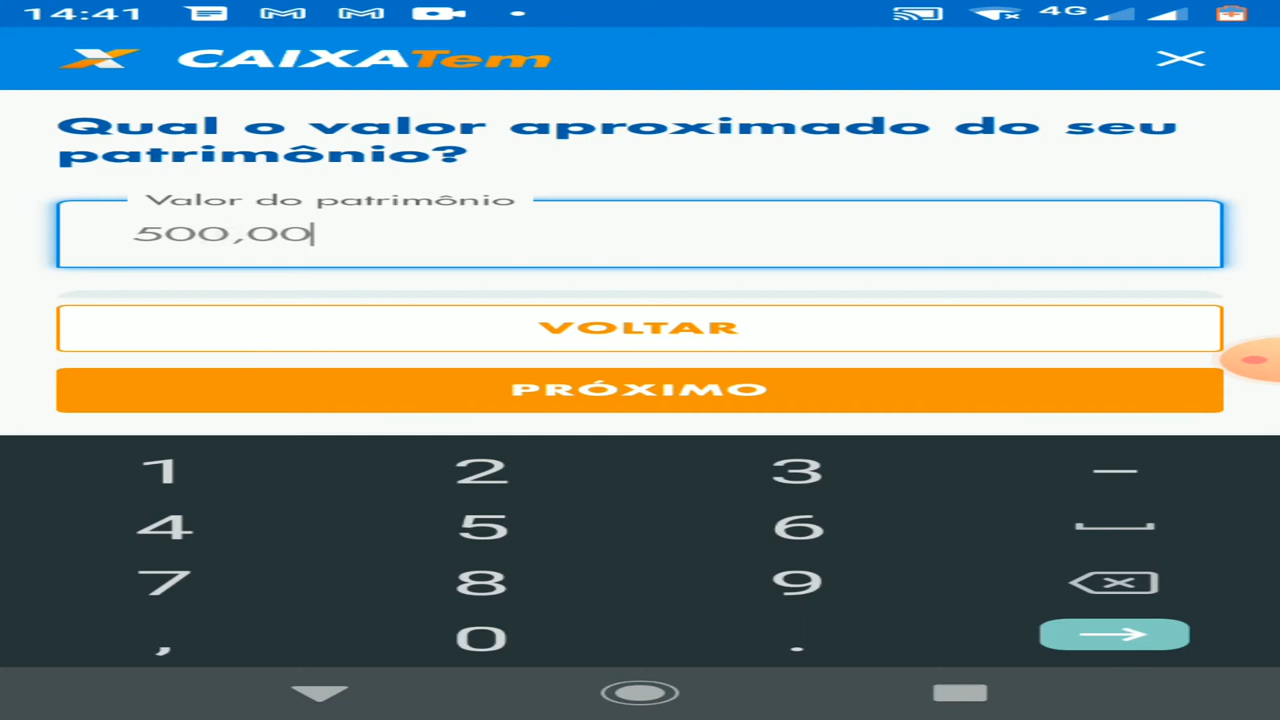 14:41 4G
CAIXATem
Qual o valor aproximado do seu
patrimônio?
Valor do patrimônio
500,00
VOLTAR
PRÓXIMO
1 2 3 –
4 5 6
7 8 9
, 0 .